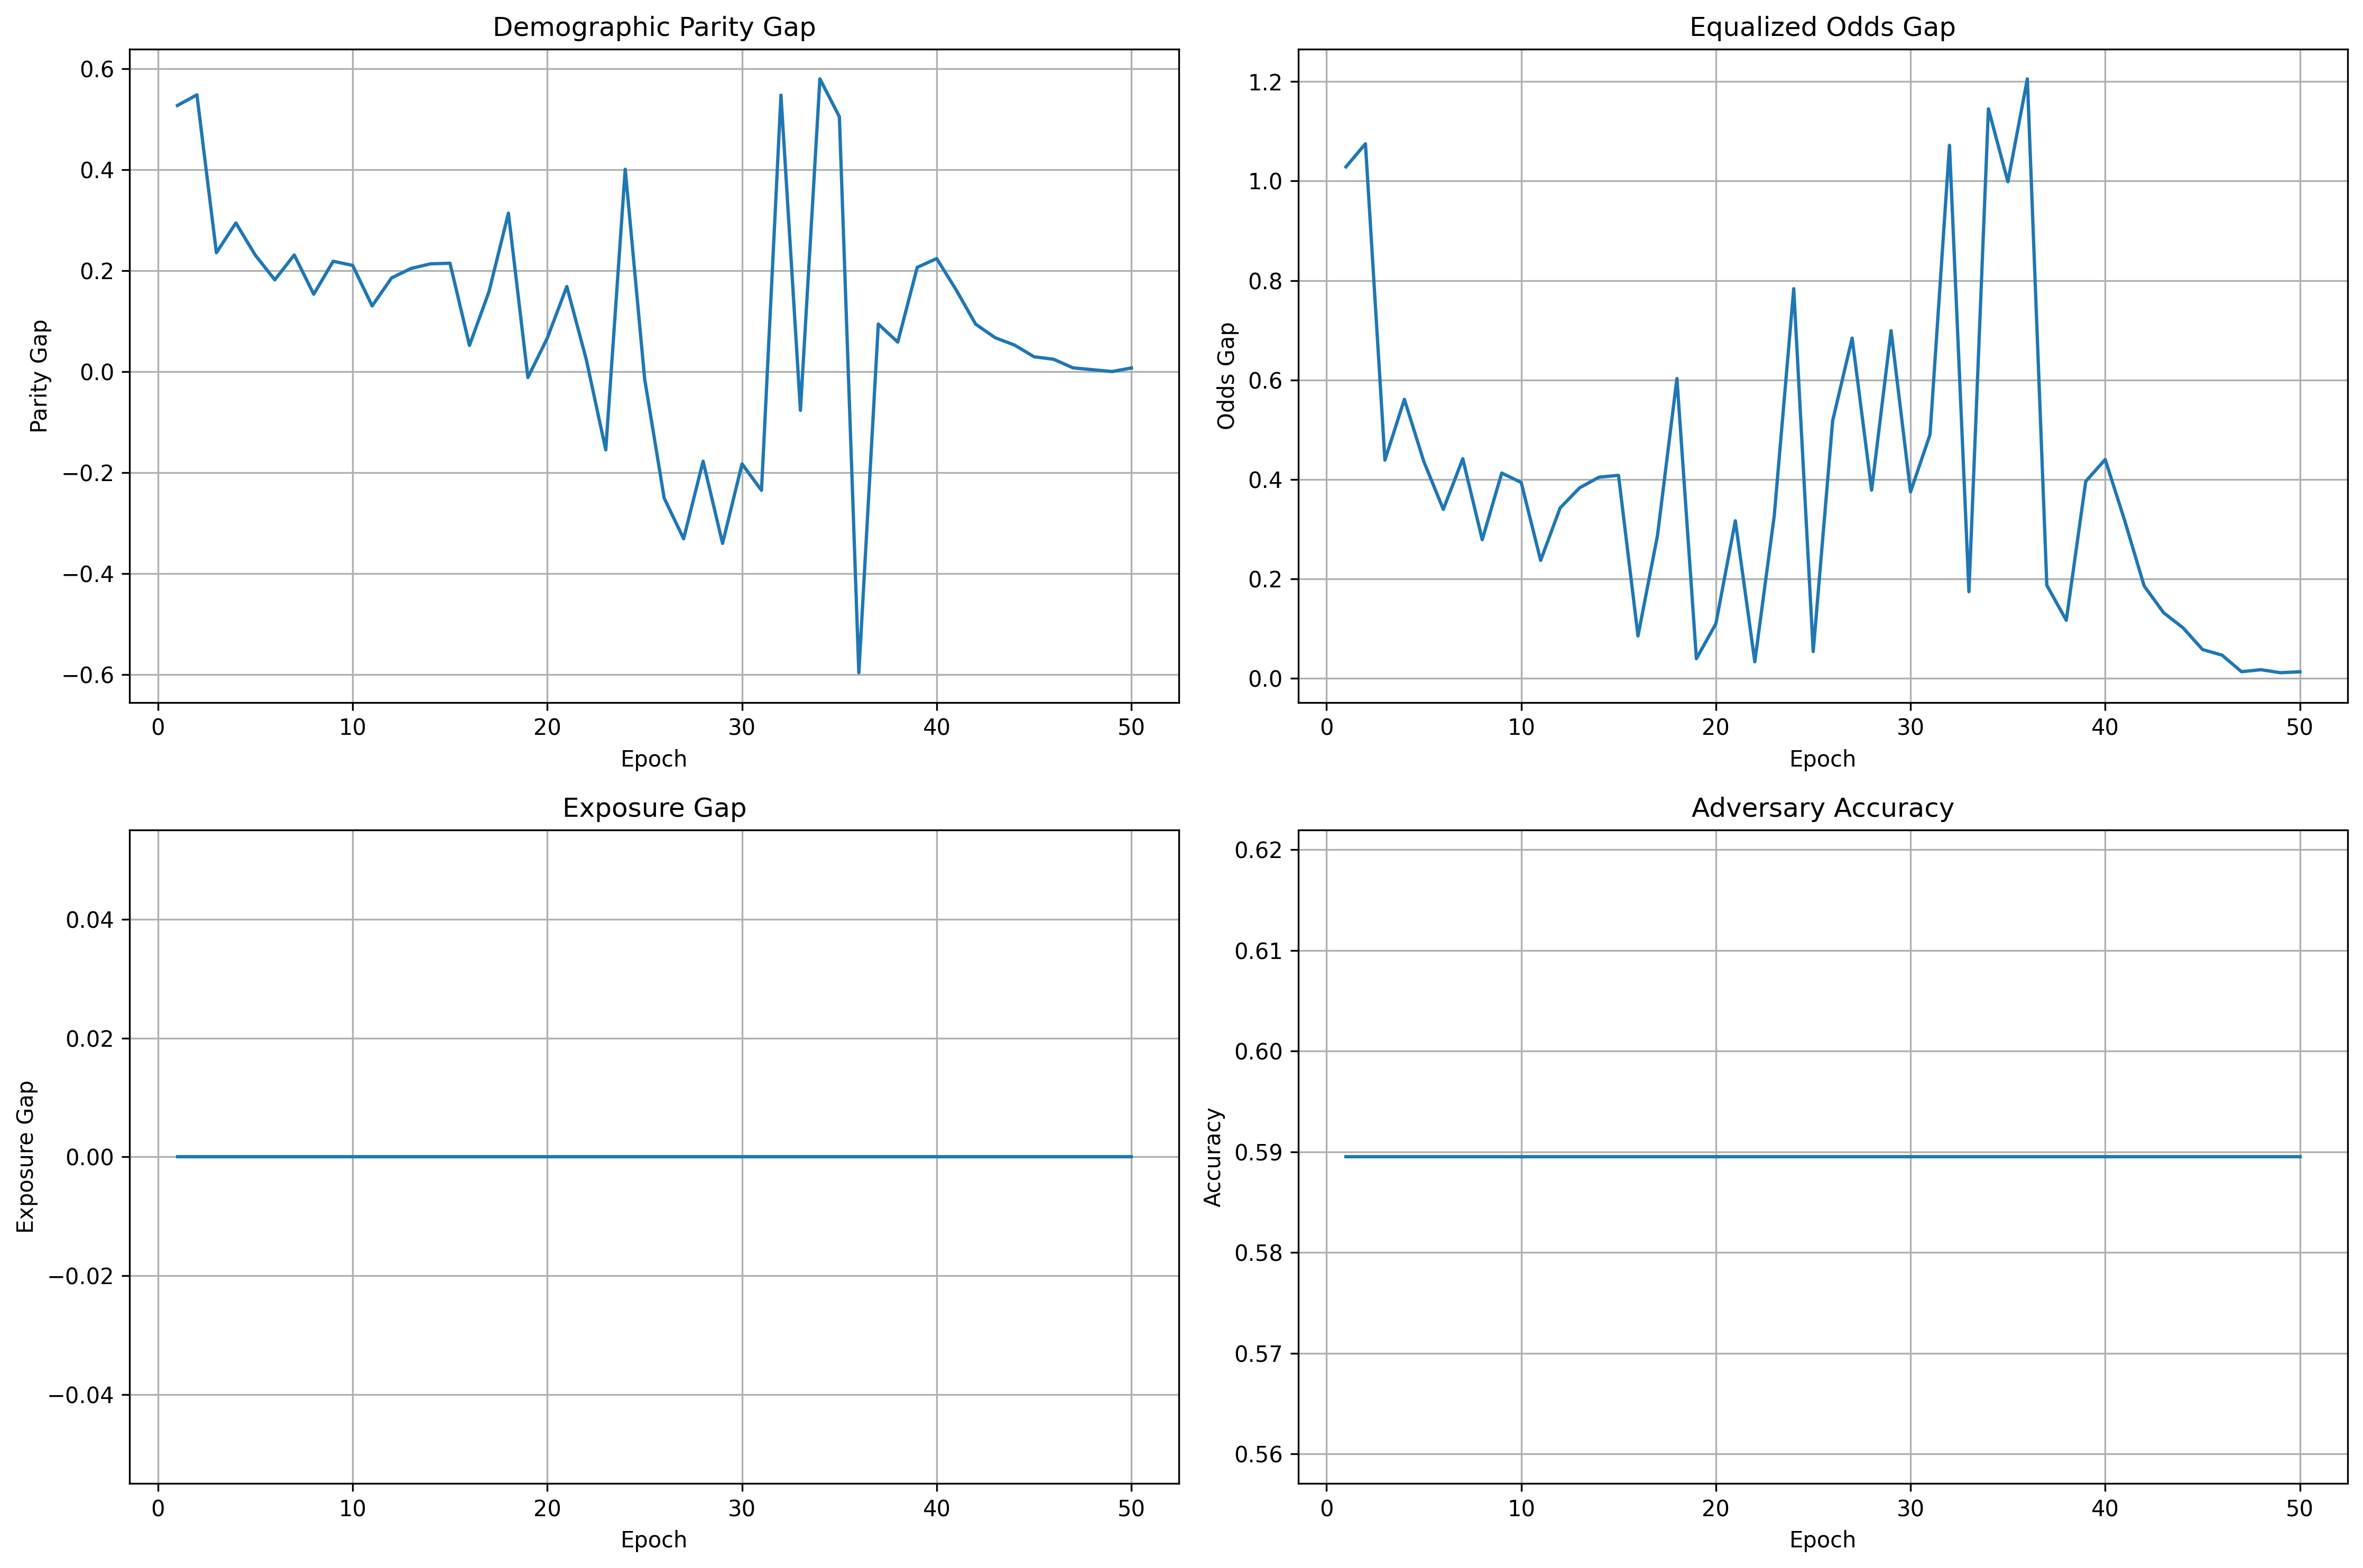 Demographic Parity Gap
Parity Gap
0.6
0.4
0.2
0.0
−0.2
−0.4
−0.6
0 10 20 30 40 50
Epoch
Equalized Odds Gap
Odds Gap
1.2
1.0
0.8
0.6
0.4
0.2
0.0
0 10 20 30 40 50
Epoch
Exposure Gap
Exposure Gap
0.04
0.02
0.00
−0.02
−0.04
0 10 20 30 40 50
Epoch
Adversary Accuracy
Accuracy
0.62
0.61
0.60
0.59
0.58
0.57
0.56
0 10 20 30 40 50
Epoch